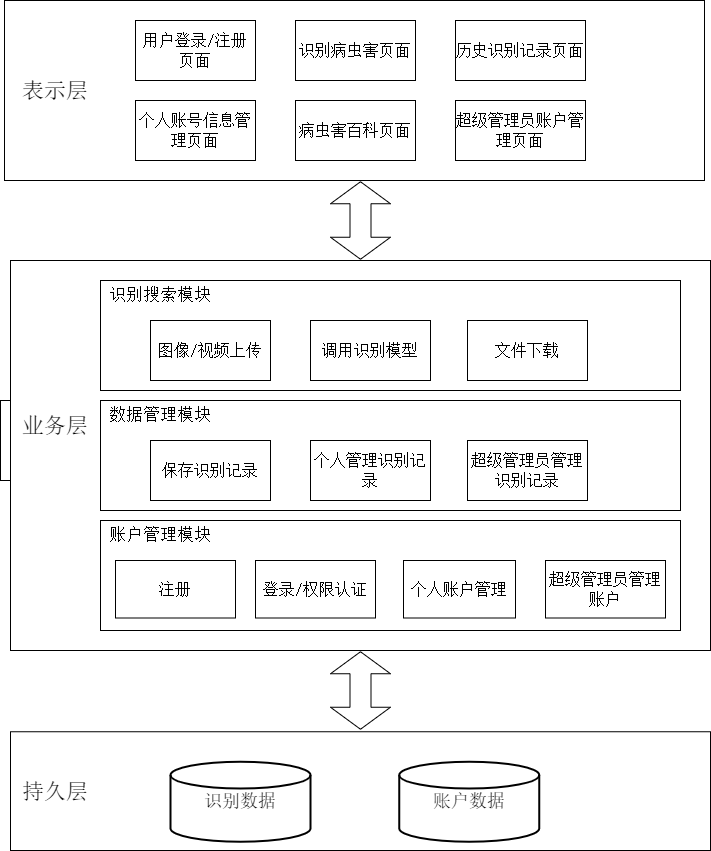 用户登录/注册
页面
识别病虫害页面
历史识别记录页面
表示层
个人账号信息管
理页面
病虫害百科页面
超级管理员账户管
理页面
识别搜索模块
图像/视频上传
调用识别模型
文件下载
业务层
数据管理模块
保存识别记录
个人管理识别记
录
超级管理员管理
识别记录
账户管理模块
注册
登录/权限认证
个人账户管理
超级管理员管理
账户
持久层
识别数据
账户数据